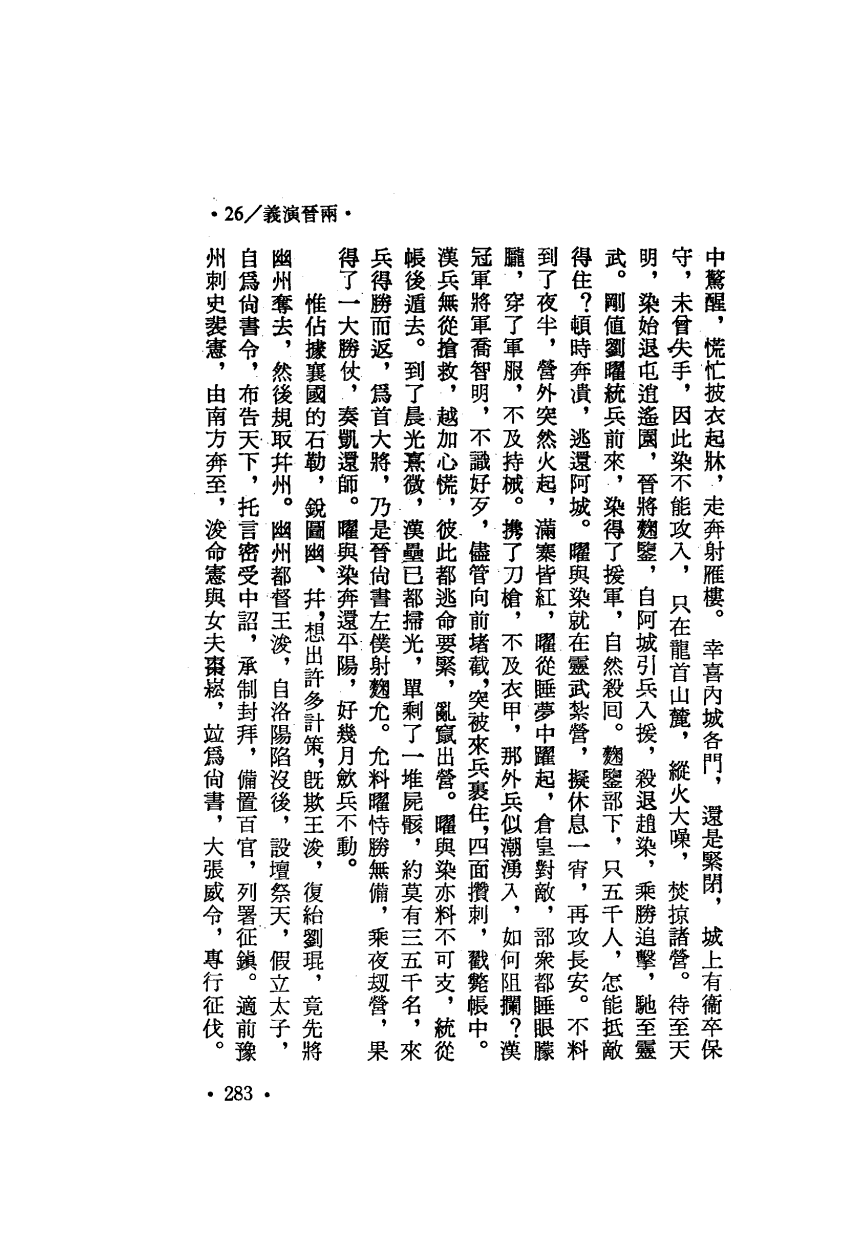 ·26／義演晉兩·
中驚醒，慌忙披衣起牀，走奔射雁樓。幸喜內城各門，還是緊閉，城上有衞卒保
守，未曾失手，因此染不能攻入，只在龍首山麓，縱火大噪，焚掠諸營。待至天
明，染始退屯逍遙園，晉將麴鑒，自阿城引兵入援，殺退趙染，乘勝追擊，馳至靈
武。剛值劉曜統兵前來，染得了援軍，自然殺囘。麴鑒部下，只五千人，怎能抵敵
得住？頓時奔潰，逃還阿城。曜與染就在靈武紮營，擬休息一宵，再攻長安。不料
到了夜半，營外突然火起，滿寨皆紅，曜從睡夢中躍起，倉皇對敵，部衆都睡眼朦
朧，穿了軍服，不及持械。携了刀槍，不及衣甲，那外兵似潮湧入，如何阻攔？漢
冠軍將軍喬智明，不識好歹，儘管向前堵截，突被來兵裹住，四面攢刺，戳斃帳中。
漢兵無從搶救，越加心慌，彼此都逃命要緊，亂竄出營。曜與染亦料不可支，統從
帳後遁去。到了晨光熹微，漢壘已都掃光，單剩了一堆屍骸，約莫有三五千名，來
兵得勝而返，爲首大將，乃是晉尙書左僕射麴允。允料曜恃勝無備，乘夜刼營，果
得了一大勝仗，奏凱還師。曜與染奔還平陽，好幾月歛兵不動。
惟佔據襄國的石勒，銳圖幽、幷，想出許多計策，旣欺王浚，復紿劉琨，竟先將
幽州奪去，然後規取幷州。幽州都督王浚，自洛陽陷沒後，設壇祭天，假立太子，
自爲尙書令，布告天下，托言密受中詔，承制封拜，備置百官，列署征鎭。適前豫
州刺史裴憲，由南方奔至，浚命憲與女夫棗嵩，竝爲尙書，大張威令，專行征伐。
·283·